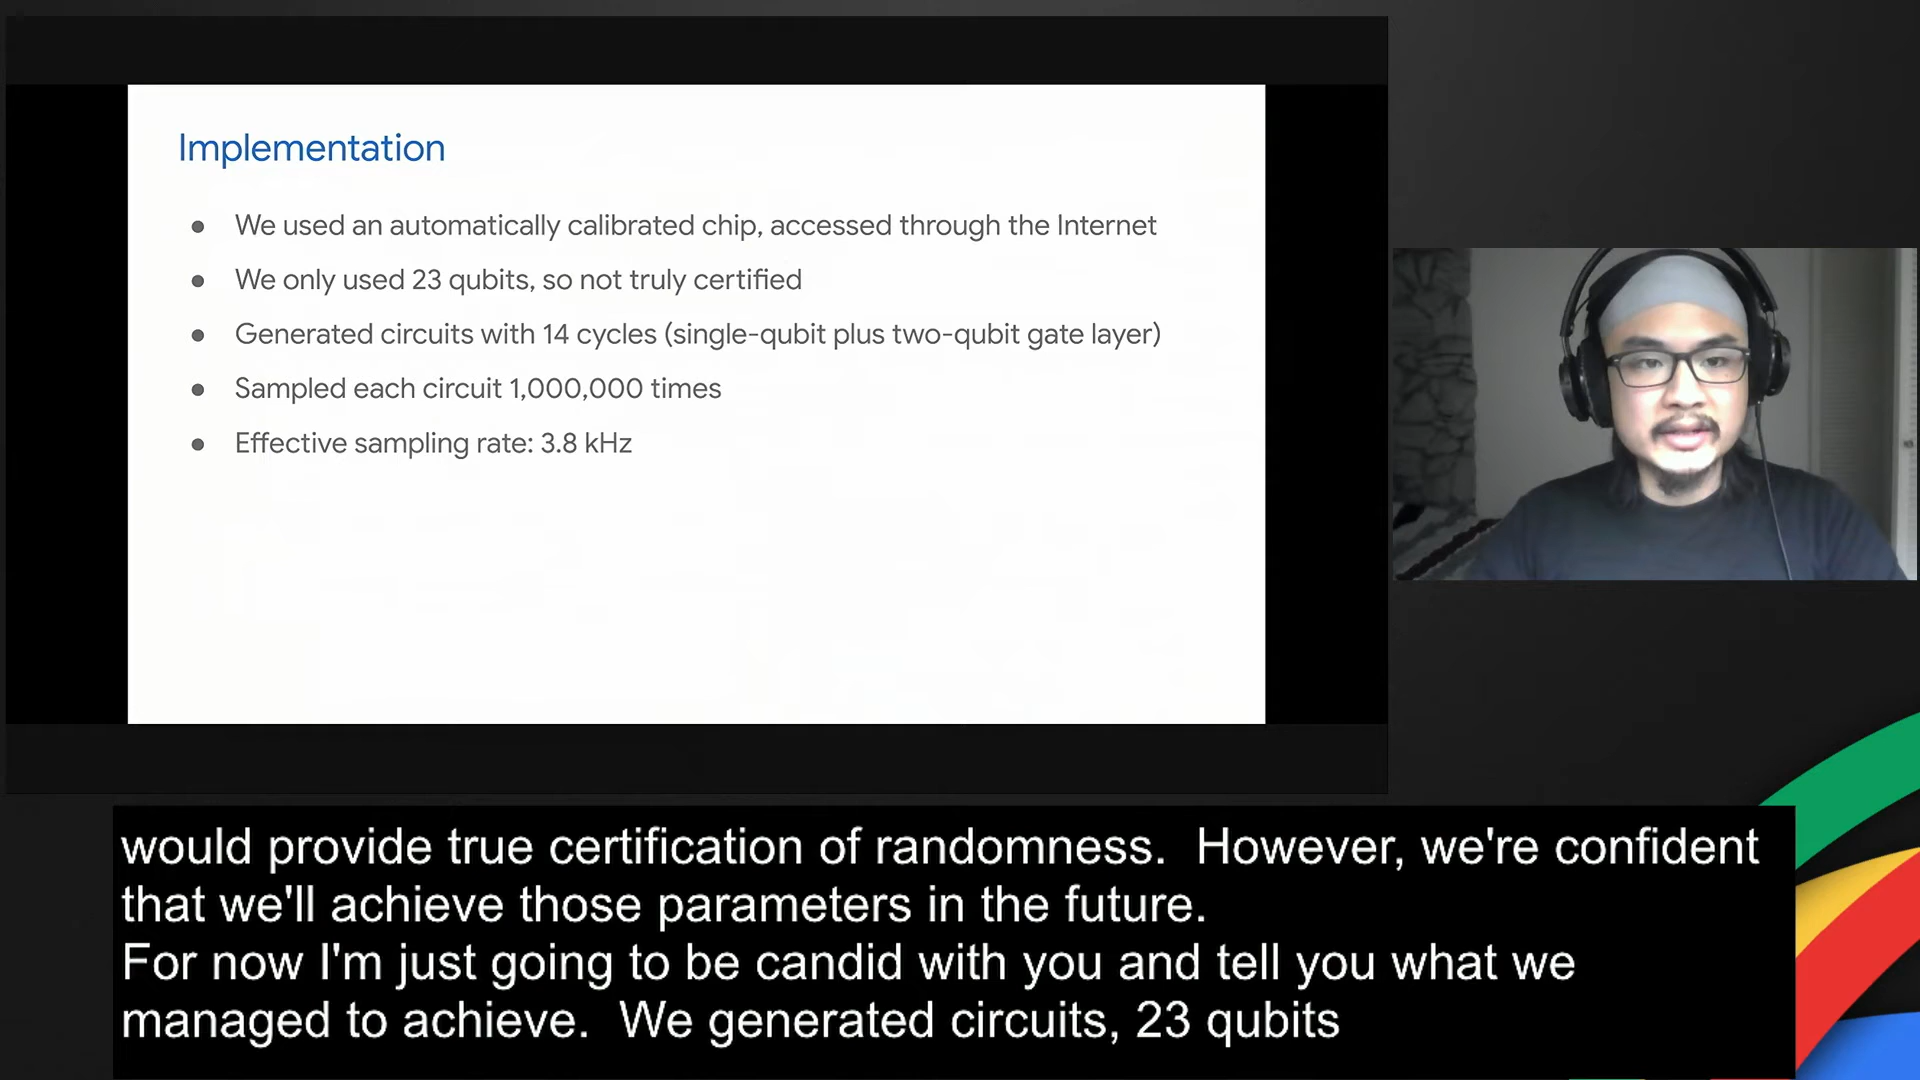 Implementation
● We used an automatically calibrated chip, accessed through the Internet
● We only used 23 qubits, so not truly certified
● Generated circuits with 14 cycles (single-qubit plus two-qubit gate layer)
● Sampled each circuit 1,000,000 times
● Effective sampling rate: 3.8 kHz
would provide true certification of randomness.  However, we're confident
that we'll achieve those parameters in the future.
For now I'm just going to be candid with you and tell you what we
managed to achieve.  We generated circuits, 23 qubits